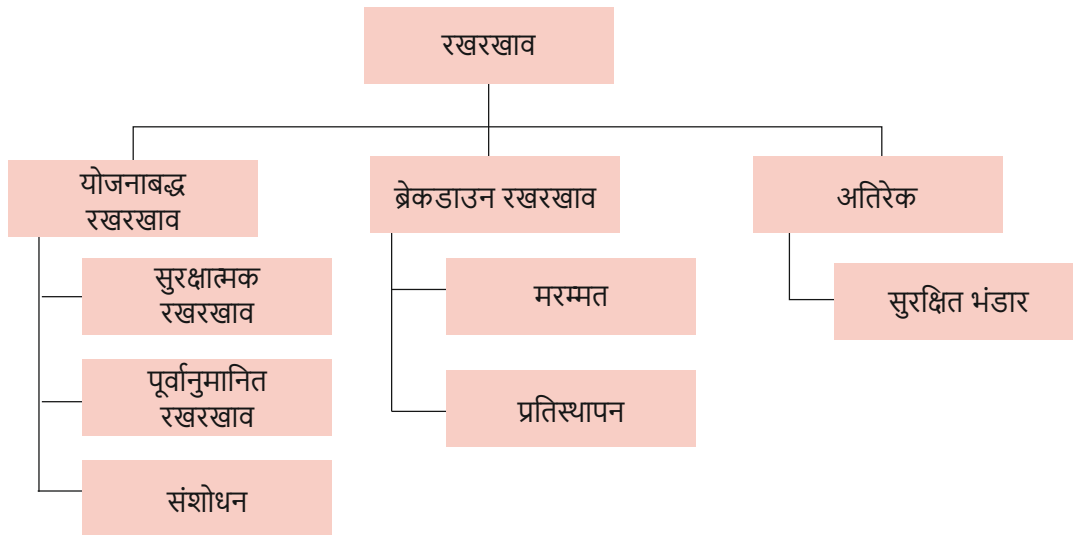 रखरखाव
योजनाबद्ध
रखरखाव
ब्रेकडाउन रखरखाव
अतिरेक
सुरक्षात्मक
रखरखाव
पूर्वानुमानित
रखरखाव
संशोधन
मरम्मत
प्रतिस्थापन
सुरक्षित भंडार